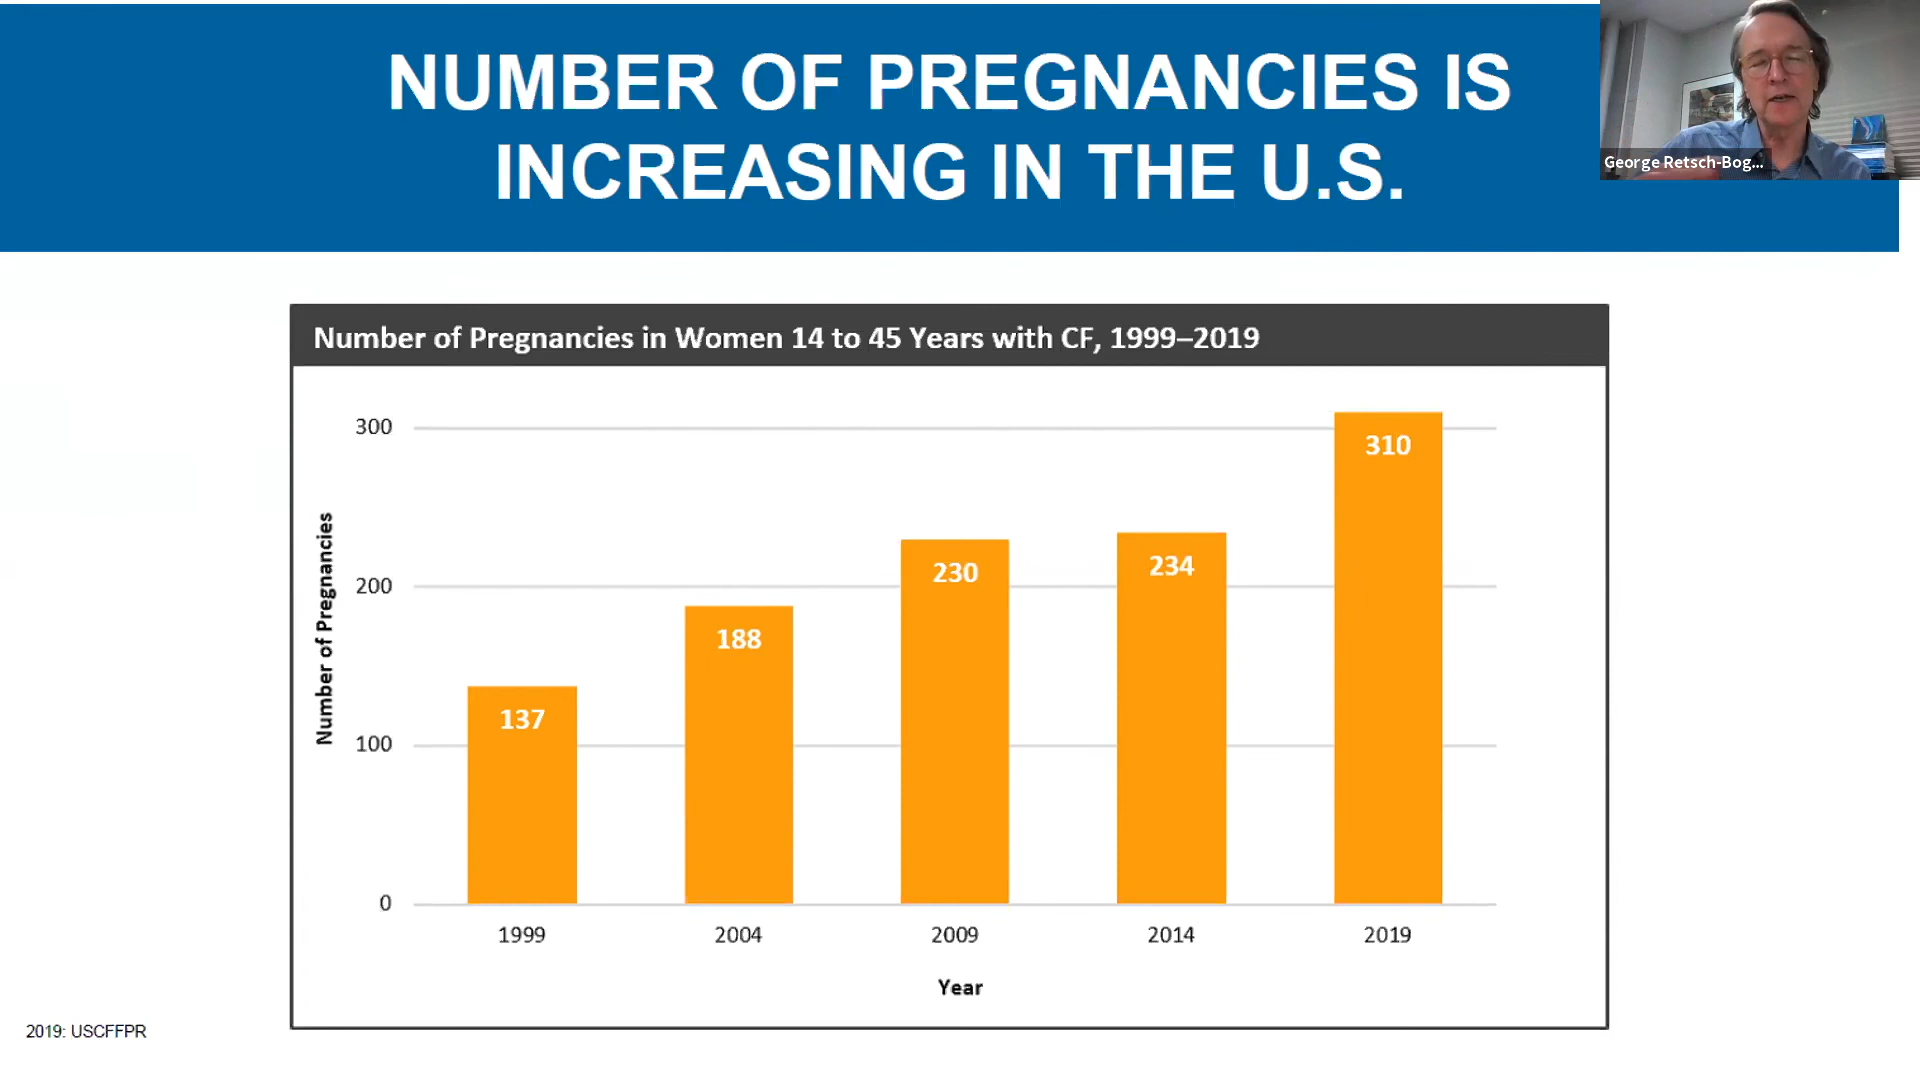 NUMBER OF PREGNANCIES IS
INCREASING IN THE U.S.
George Retsch-Bog...
Number of Pregnancies in Women 14 to 45 Years with CF, 1999–2019
Number of Pregnancies
300
200
100
0
137
188
230
234
310
1999
2004
2009
2014
2019
Year
2019: USCFFPR